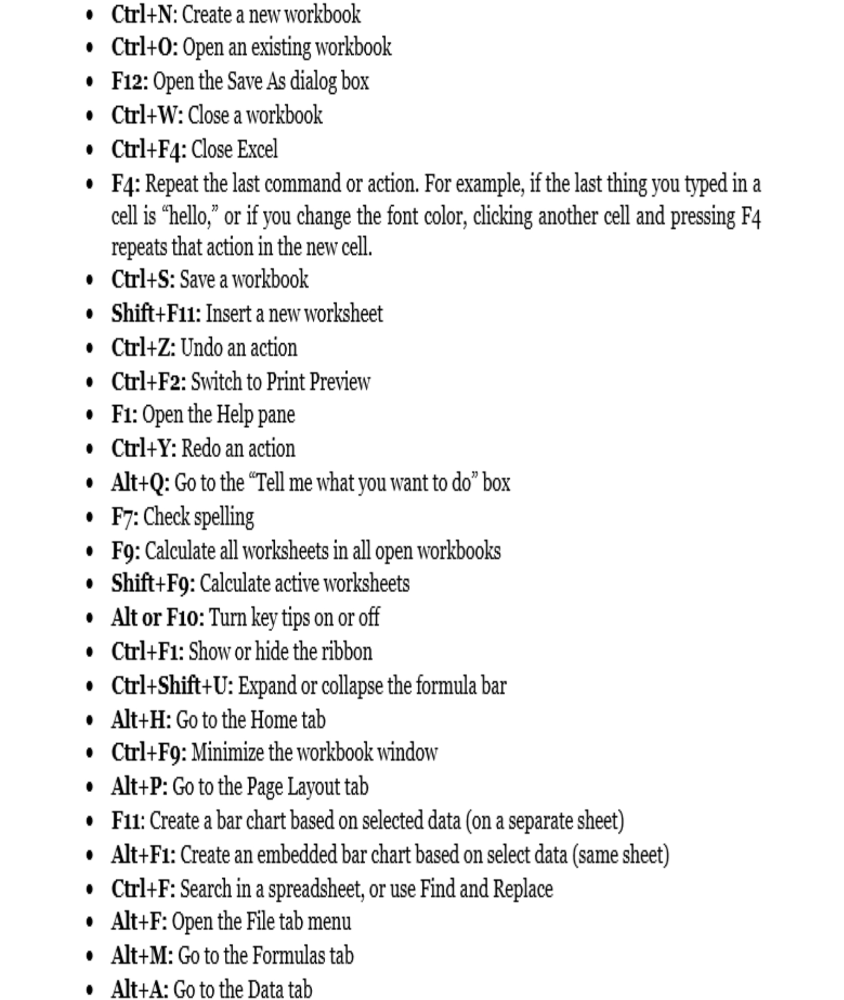 • Ctrl+N: Create a new workbook
• Ctrl+O: Open an existing workbook
• F12: Open the Save As dialog box
• Ctrl+W: Close a workbook
• Ctrl+F4: Close Excel
• F4: Repeat the last command or action. For example, if the last thing you typed in a
cell is “hello,” or if you change the font color, clicking another cell and pressing F4
repeats that action in the new cell.
• Ctrl+S: Save a workbook
• Shift+F11: Insert a new worksheet
• Ctrl+Z: Undo an action
• Ctrl+F2: Switch to Print Preview
• F1: Open the Help pane
• Ctrl+Y: Redo an action
• Alt+Q: Go to the “Tell me what you want to do” box
• F7: Check spelling
• F9: Calculate all worksheets in all open workbooks
• Shift+F9: Calculate active worksheets
• Alt or F10: Turn key tips on or off
• Ctrl+F1: Show or hide the ribbon
• Ctrl+Shift+U: Expand or collapse the formula bar
• Alt+H: Go to the Home tab
• Ctrl+F9: Minimize the workbook window
• Alt+P: Go to the Page Layout tab
• F11: Create a bar chart based on selected data (on a separate sheet)
• Alt+F1: Create an embedded bar chart based on select data (same sheet)
• Ctrl+F: Search in a spreadsheet, or use Find and Replace
• Alt+F: Open the File tab menu
• Alt+M: Go to the Formulas tab
• Alt+A: Go to the Data tab